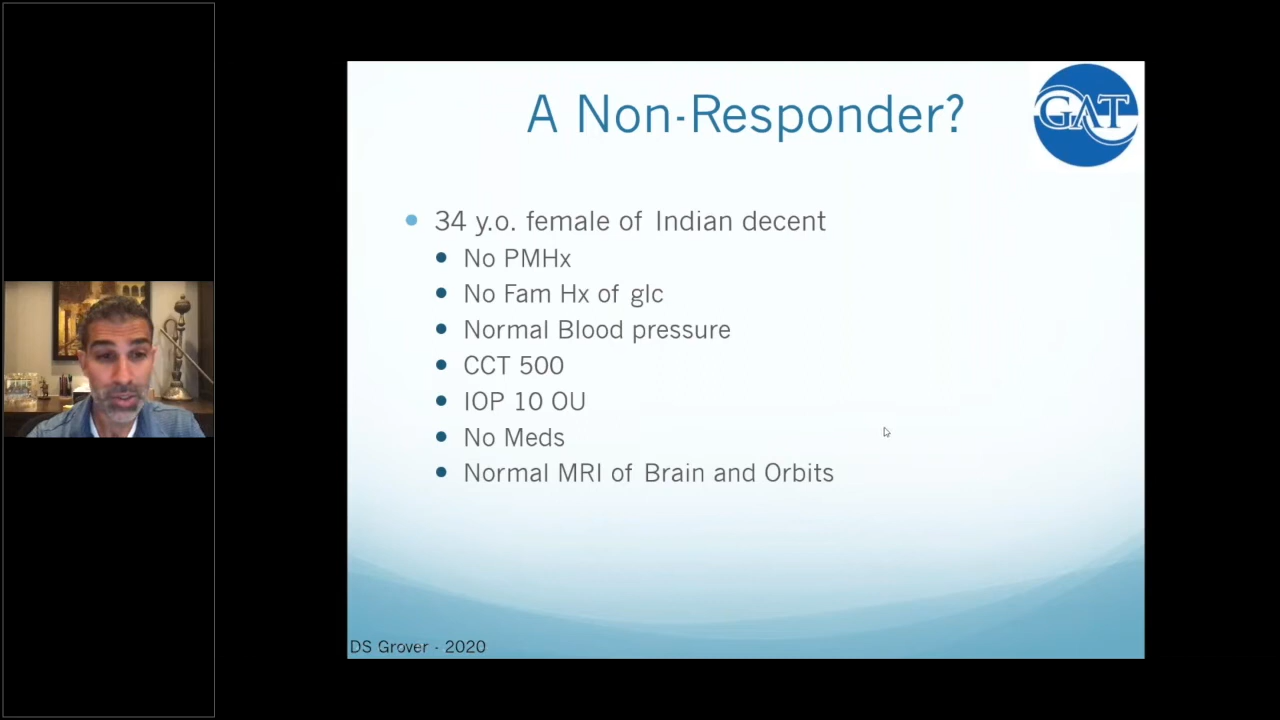 A Non-Responder?
GAT
34 y.o. female of Indian decent
No PMHx
No Fam Hx of glc
Normal Blood pressure
CCT 500
IOP 10 OU
No Meds
Normal MRI of Brain and Orbits
DS Grover - 2020